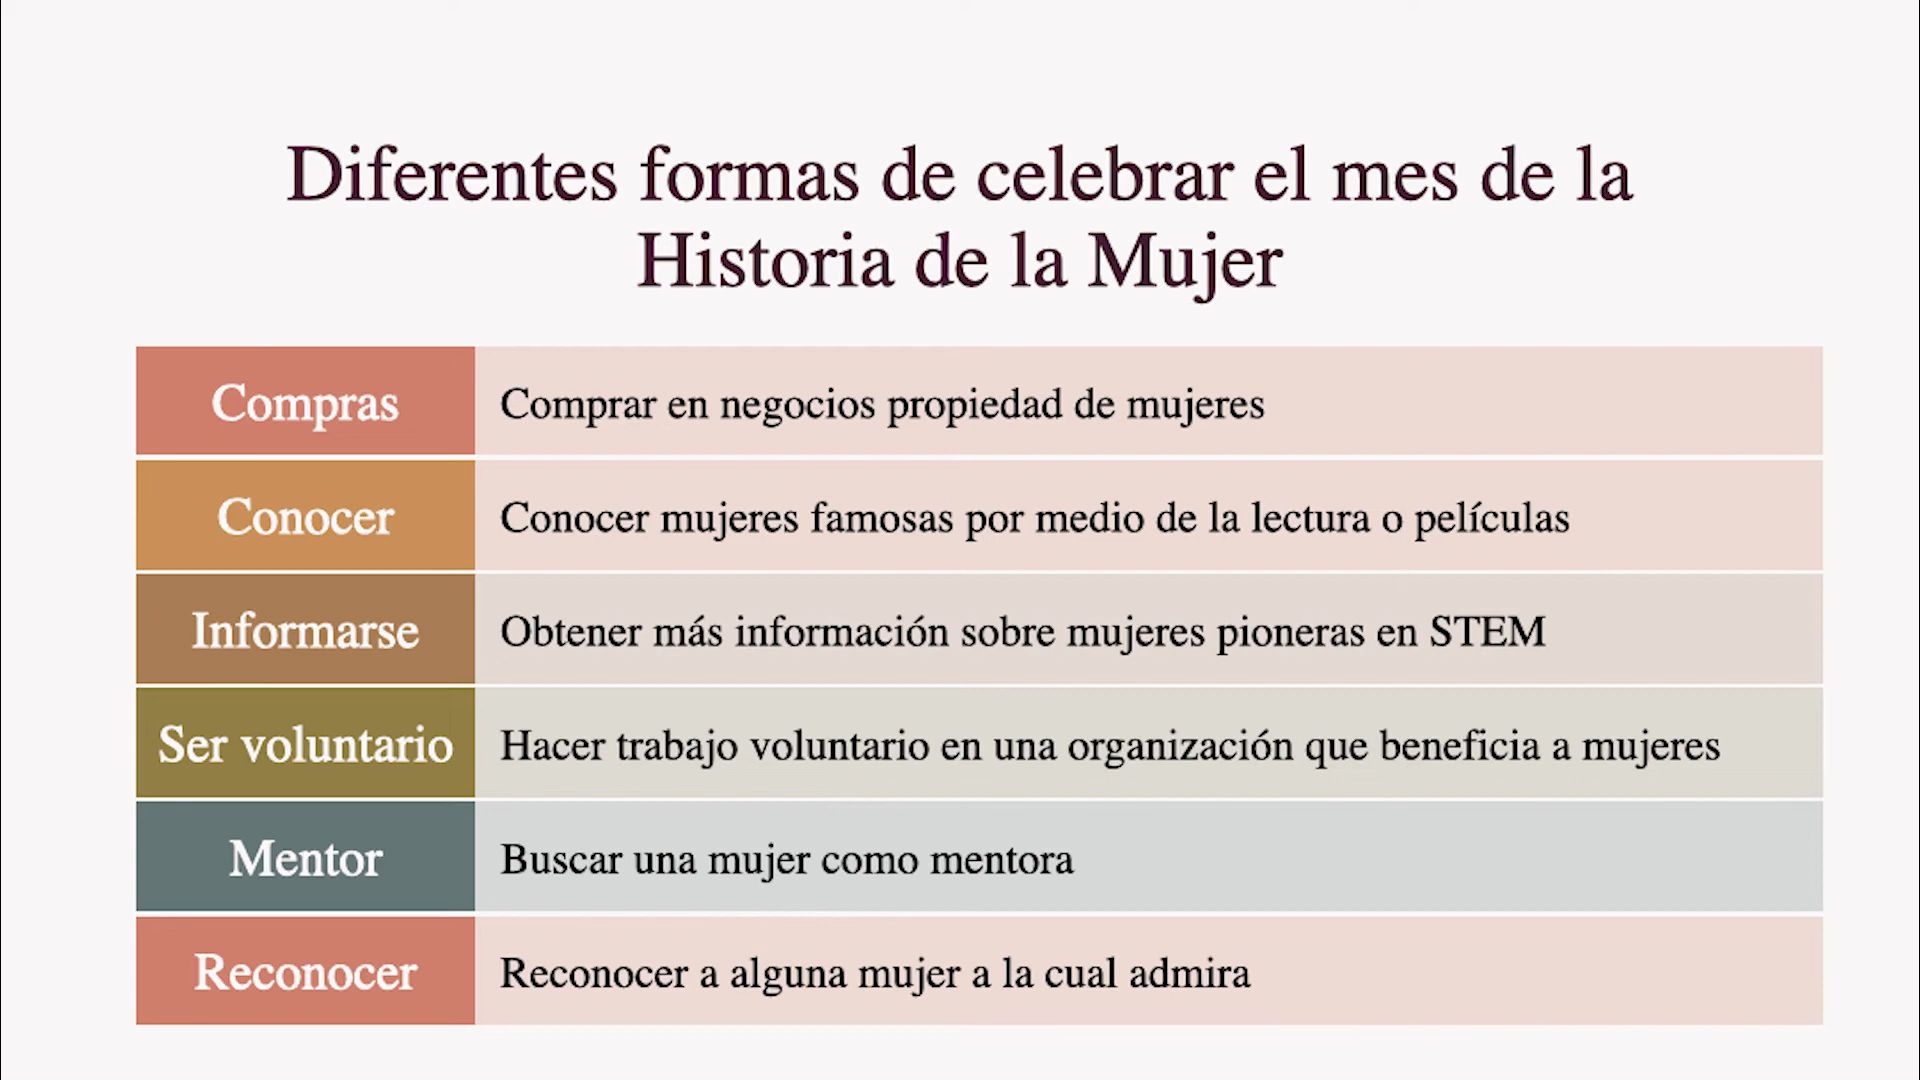 Diferentes formas de celebrar el mes de la
Historia de la Mujer
Compras
Comprar en negocios propiedad de mujeres
Conocer
Conocer mujeres famosas por medio de la lectura o películas
Informarse
Obtener más información sobre mujeres pioneras en STEM
Ser voluntario
Hacer trabajo voluntario en una organización que beneficia a mujeres
Mentor
Buscar una mujer como mentora
Reconocer
Reconocer a alguna mujer a la cual admira